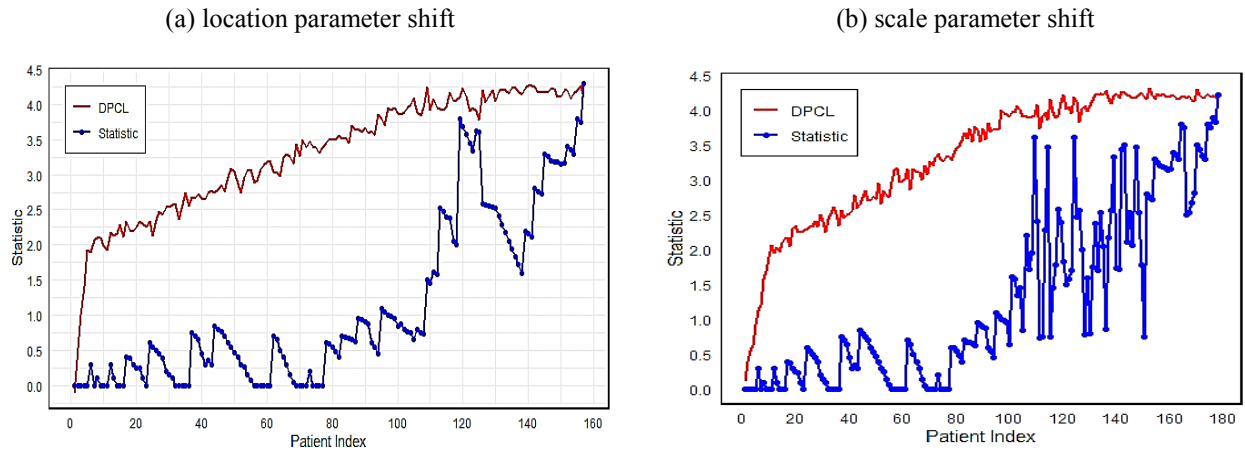 (a) location parameter shift
4.5
4.0
3.5
3.0
2.5
2.0
1.5
1.0
0.5
0.0
Statistic
DPCL
Statistic
0 20 40 60 80 100 120 140 160
Patient Index
(b) scale parameter shift
4.5
4.0
3.5
3.0
2.5
2.0
1.5
1.0
0.5
0.0
Statistic
DPCL
Statistic
0 20 40 60 80 100 120 140 160 180
Patient Index